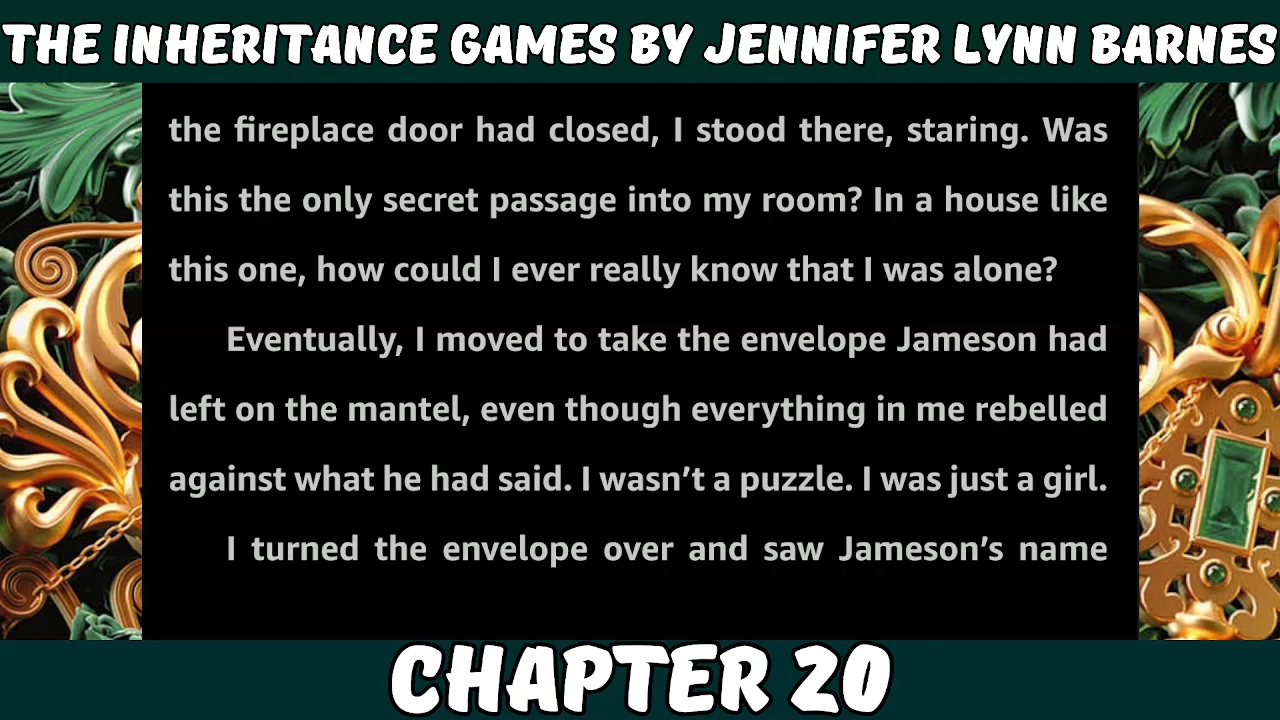 THE INHERITANCE GAMES BY JENNIFER LYNN BARNES
the fireplace door had closed, I stood there, staring. Was
this the only secret passage into my room? In a house like
this one, how could I ever really know that I was alone?
Eventually, I moved to take the envelope Jameson had
left on the mantel, even though everything in me rebelled
against what he had said. I wasn’t a puzzle. I was just a girl.
I turned the envelope over and saw Jameson’s name
CHAPTER 20